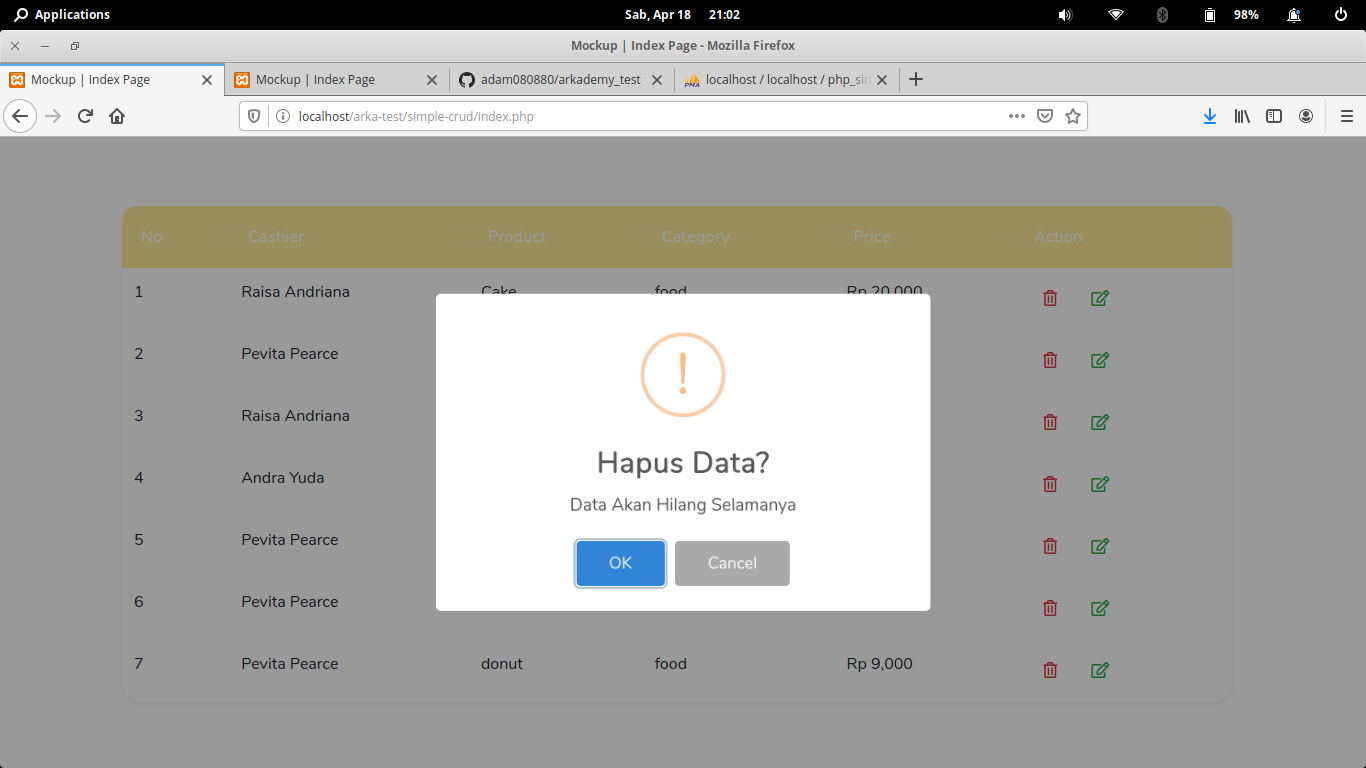 Applications
Sab, Apr 18 21:02
98%
Mockup | Index Page - Mozilla Firefox
Mockup | Index Page
Mockup | Index Page
adam080880/arkademy_test
localhost / localhost / php_sin
localhost/arka-test/simple-crud/index.php
No Cashier Product Category Price Action
1 Raisa Andriana Cake food Rp 20,000
2 Pevita Pearce
3 Raisa Andriana
4 Andra Yuda
5 Pevita Pearce
6 Pevita Pearce
7 Pevita Pearce donut food Rp 9,000
!
Hapus Data?
Data Akan Hilang Selamanya
OK Cancel